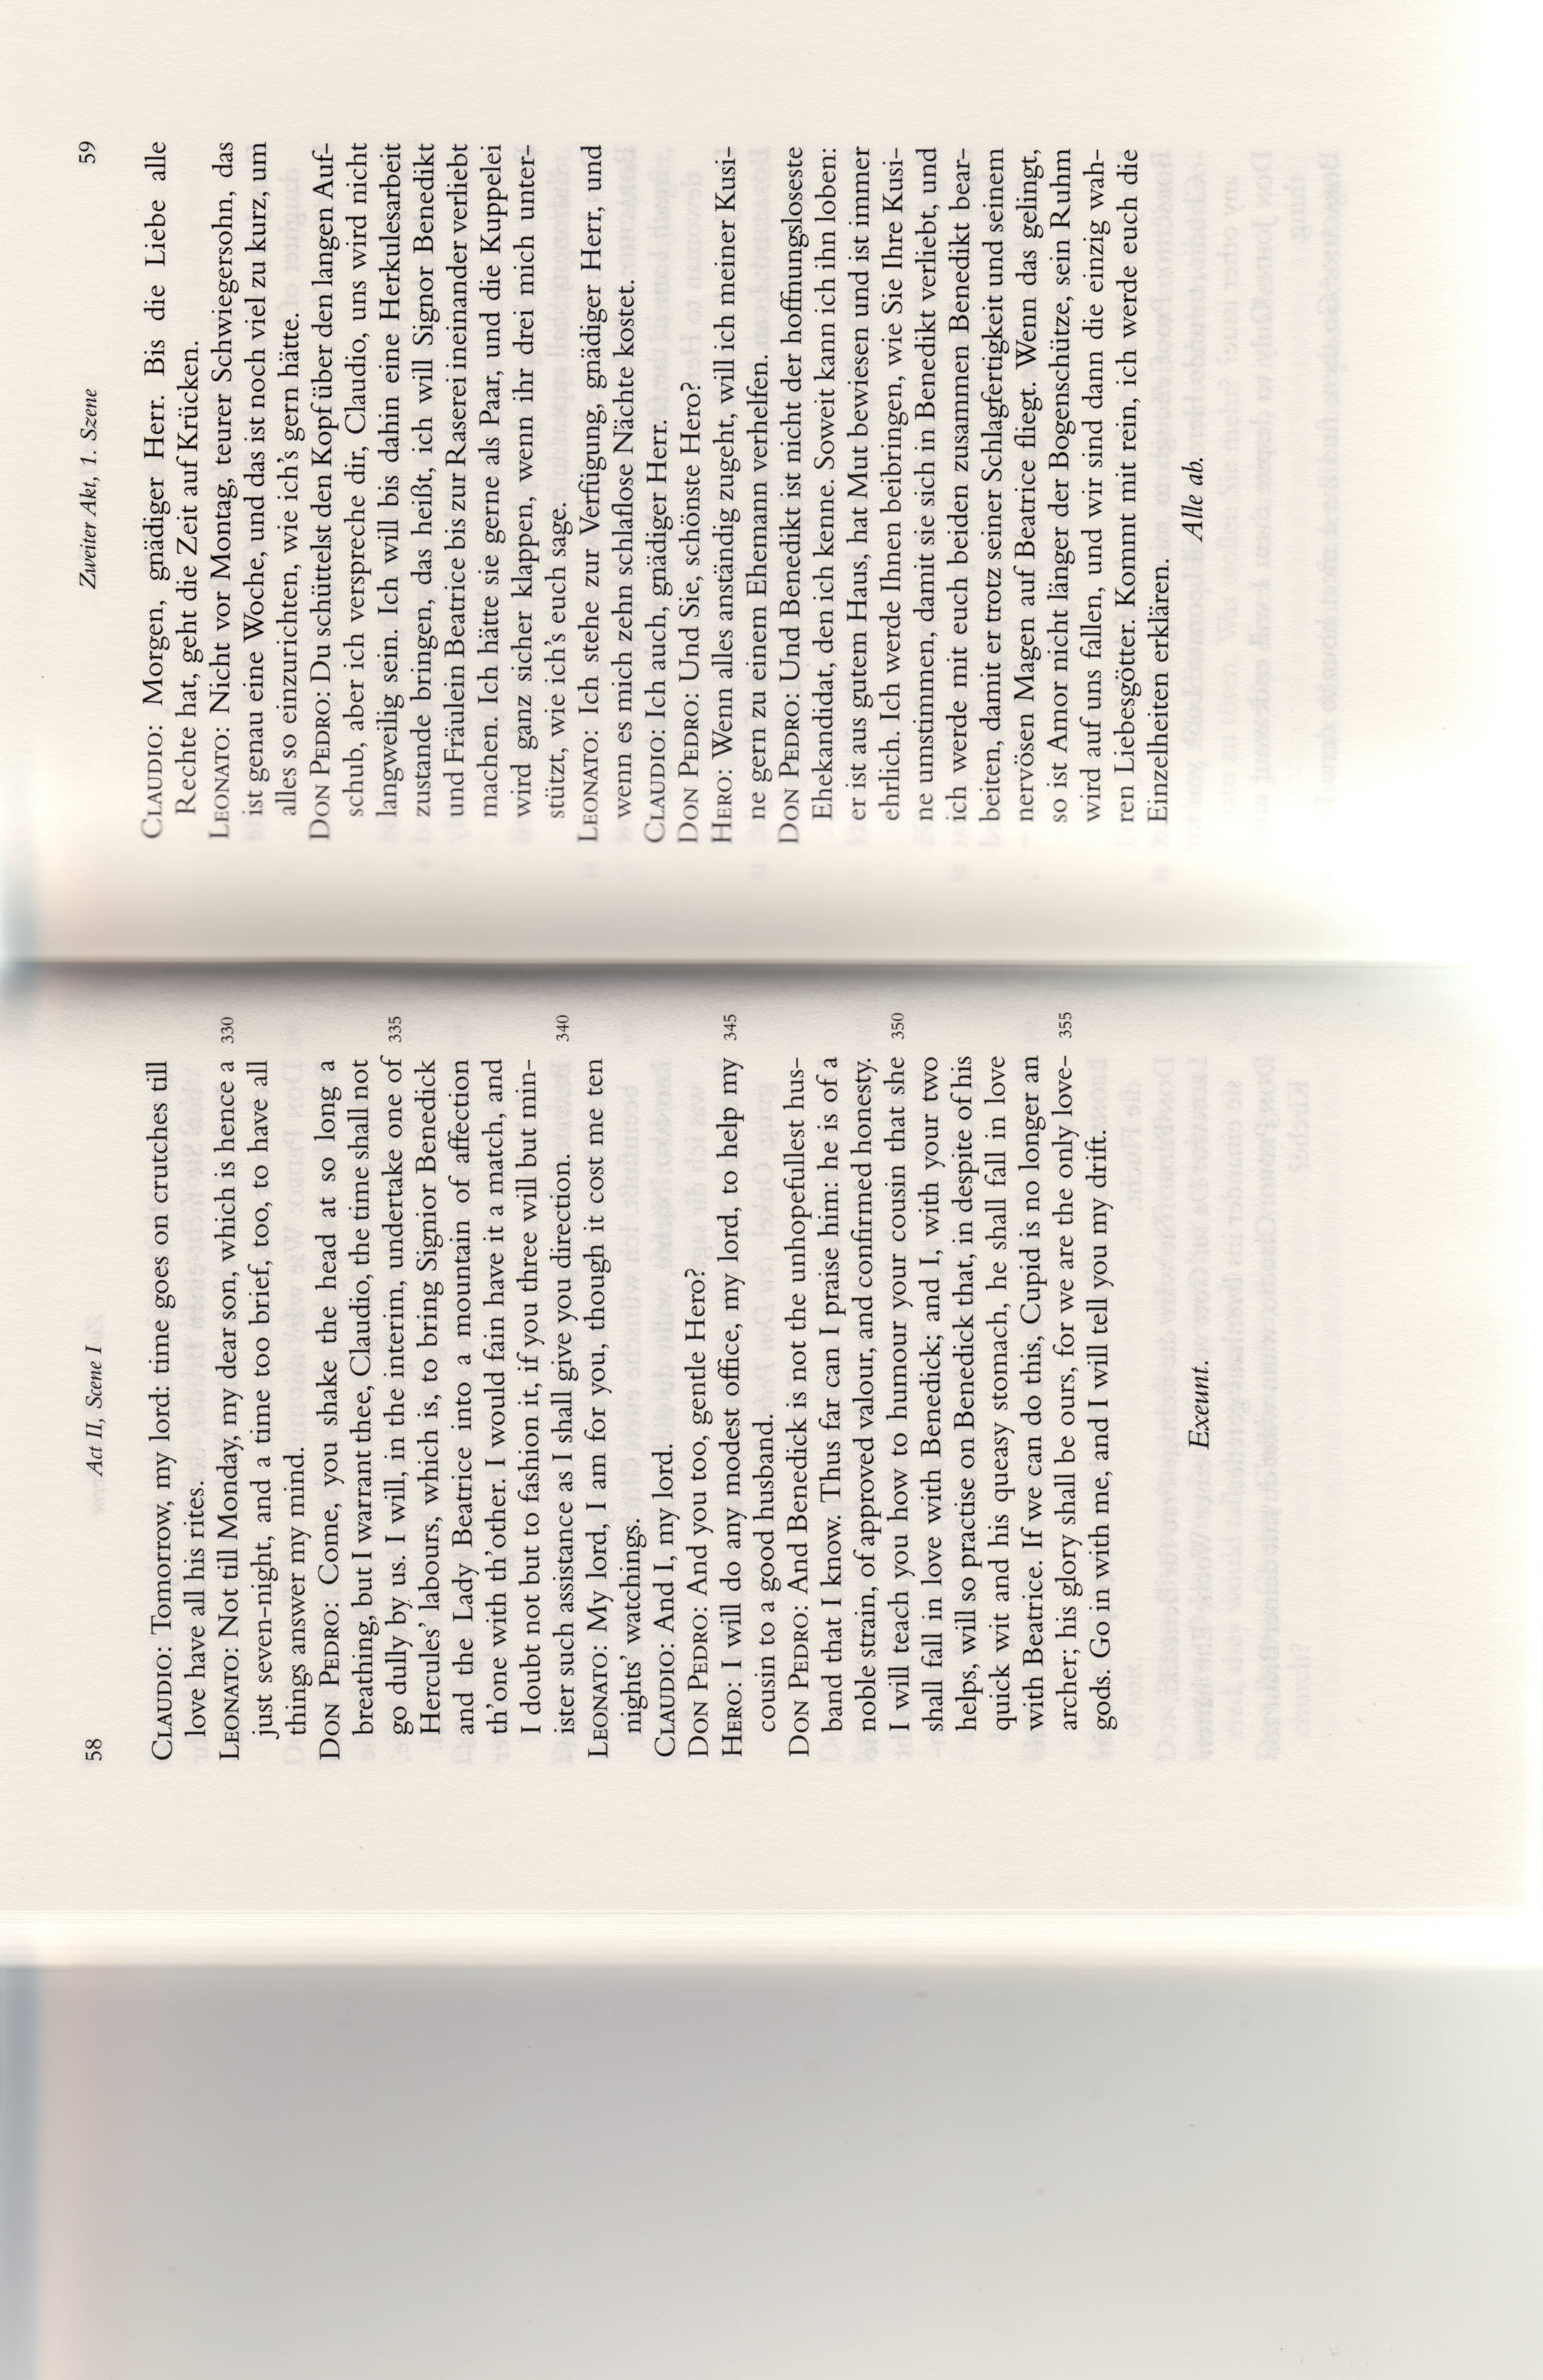 58 Act II, Scene I
CLAUDIO: Tomorrow, my lord: time goes on crutches till
love have all his rites.
LEONATO: Not till Monday, my dear son, which is hence a 330
just seven-night, and a time too brief, too, to have all
things answer my mind.
DON PEDRO: Come, you shake the head at so long a
breathing, but I warrant thee, Claudio, the time shall not
go dully by us. I will, in the interim, undertake one of 335
Hercules' labours, which is, to bring Signior Benedick
and the Lady Beatrice into a mountain of affection
th'one with th'other. I would fain have it a match, and
I doubt not but to fashion it, if you three will but min-
ister such assistance as I shall give you direction. 340
LEONATO: My lord, I am for you, though it cost me ten
nights' watchings.
CLAUDIO: And I, my lord.
DON PEDRO: And you too, gentle Hero?
HERO: I will do any modest office, my lord, to help my 345
cousin to a good husband.
DON PEDRO: And Benedick is not the unhopefullest hus-
band that I know. Thus far can I praise him: he is of a
noble strain, of approved valour, and confirmed honesty.
I will teach you how to humour your cousin that she 350
shall fall in love with Benedick; and I, with your two
helps, will so practise on Benedick that, in despite of his
quick wit and his queasy stomach, he shall fall in love
with Beatrice. If we can do this, Cupid is no longer an
archer; his glory shall be ours, for we are the only love- 355
gods. Go in with me, and I will tell you my drift.
Exeunt.
Zweiter Akt, 1. Szene 59
CLAUDIO: Morgen, gnädiger Herr. Bis die Liebe alle
Rechte hat, geht die Zeit auf Krücken.
LEONATO: Nicht vor Montag, teurer Schwiegersohn, das
ist genau eine Woche, und das ist noch viel zu kurz, um
alles so einzurichten, wie ich's gern hätte.
DON PEDRO: Du schüttelst den Kopf über den langen Auf-
schub, aber ich verspreche dir, Claudio, uns wird nicht
langweilig sein. Ich will bis dahin eine Herkulesarbeit
zustande bringen, das heißt, ich will Signor Benedikt
und Fräulein Beatrice bis zur Raserei ineinander verliebt
machen. Ich hätte sie gerne als Paar, und die Kuppelei
wird ganz sicher klappen, wenn ihr drei mich unter-
stützt, wie ich's euch sage.
LEONATO: Ich stehe zur Verfügung, gnädiger Herr, und
wenn es mich zehn schlaflose Nächte kostet.
CLAUDIO: Ich auch, gnädiger Herr.
DON PEDRO: Und Sie, schönste Hero?
HERO: Wenn alles anständig zugeht, will ich meiner Kusi-
ne gern zu einem Ehemann verhelfen.
DON PEDRO: Und Benedikt ist nicht der hoffnungsloseste
Ehekandidat, den ich kenne. Soweit kann ich ihn loben:
er ist aus gutem Haus, hat Mut bewiesen und ist immer
ehrlich. Ich werde Ihnen beibringen, wie Sie Ihre Kusi-
ne umstimmen, damit sie sich in Benedikt verliebt, und
ich werde mit euch beiden zusammen Benedikt bear-
beiten, damit er trotz seiner Schlagfertigkeit und seinem
nervösen Magen auf Beatrice fliegt. Wenn das gelingt,
so ist Amor nicht länger der Bogenschütze, sein Ruhm
wird auf uns fallen, und wir sind dann die einzig wah-
ren Liebesgötter. Kommt mit rein, ich werde euch die
Einzelheiten erklären.
Alle ab.